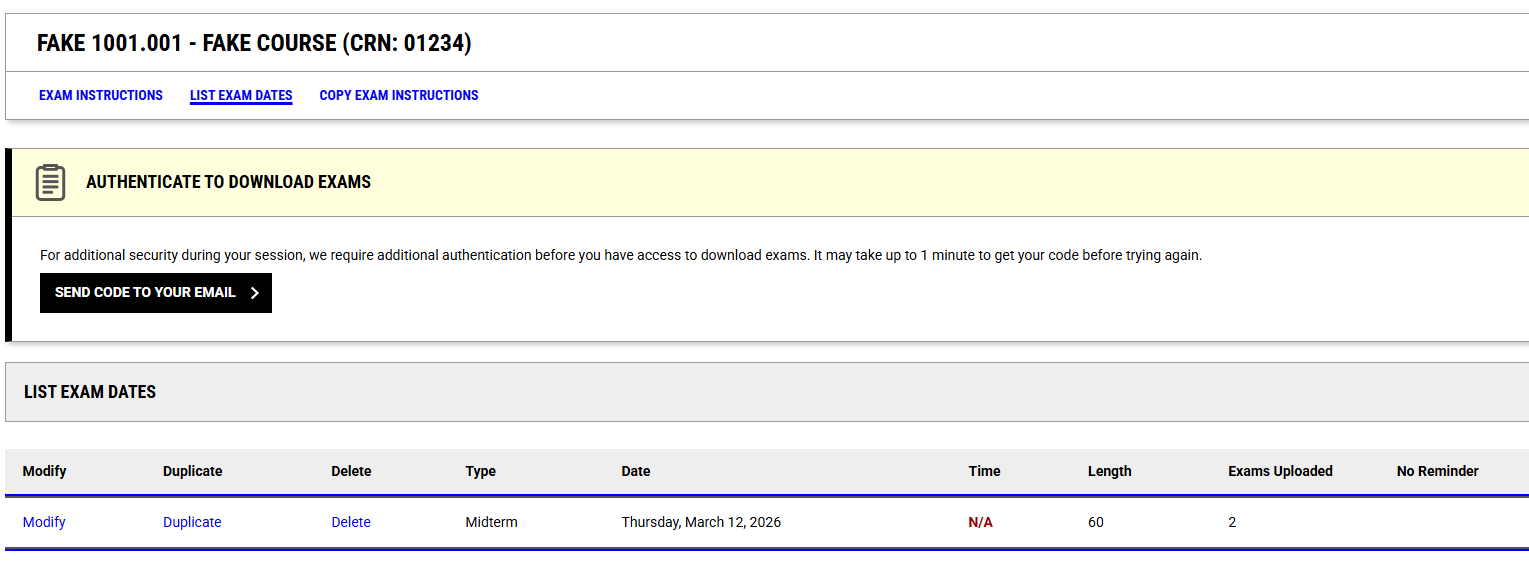 FAKE 1001.001 - FAKE COURSE (CRN: 01234)
EXAM INSTRUCTIONS LIST EXAM DATES COPY EXAM INSTRUCTIONS
AUTHENTICATE TO DOWNLOAD EXAMS
For additional security during your session, we require additional authentication before you have access to download exams. It may take up to 1 minute to get your code before trying again.
SEND CODE TO YOUR EMAIL
LIST EXAM DATES
Modify Duplicate Delete Type Date Time Length Exams Uploaded No Reminder
Modify Duplicate Delete Midterm Thursday, March 12, 2026 N/A 60 2